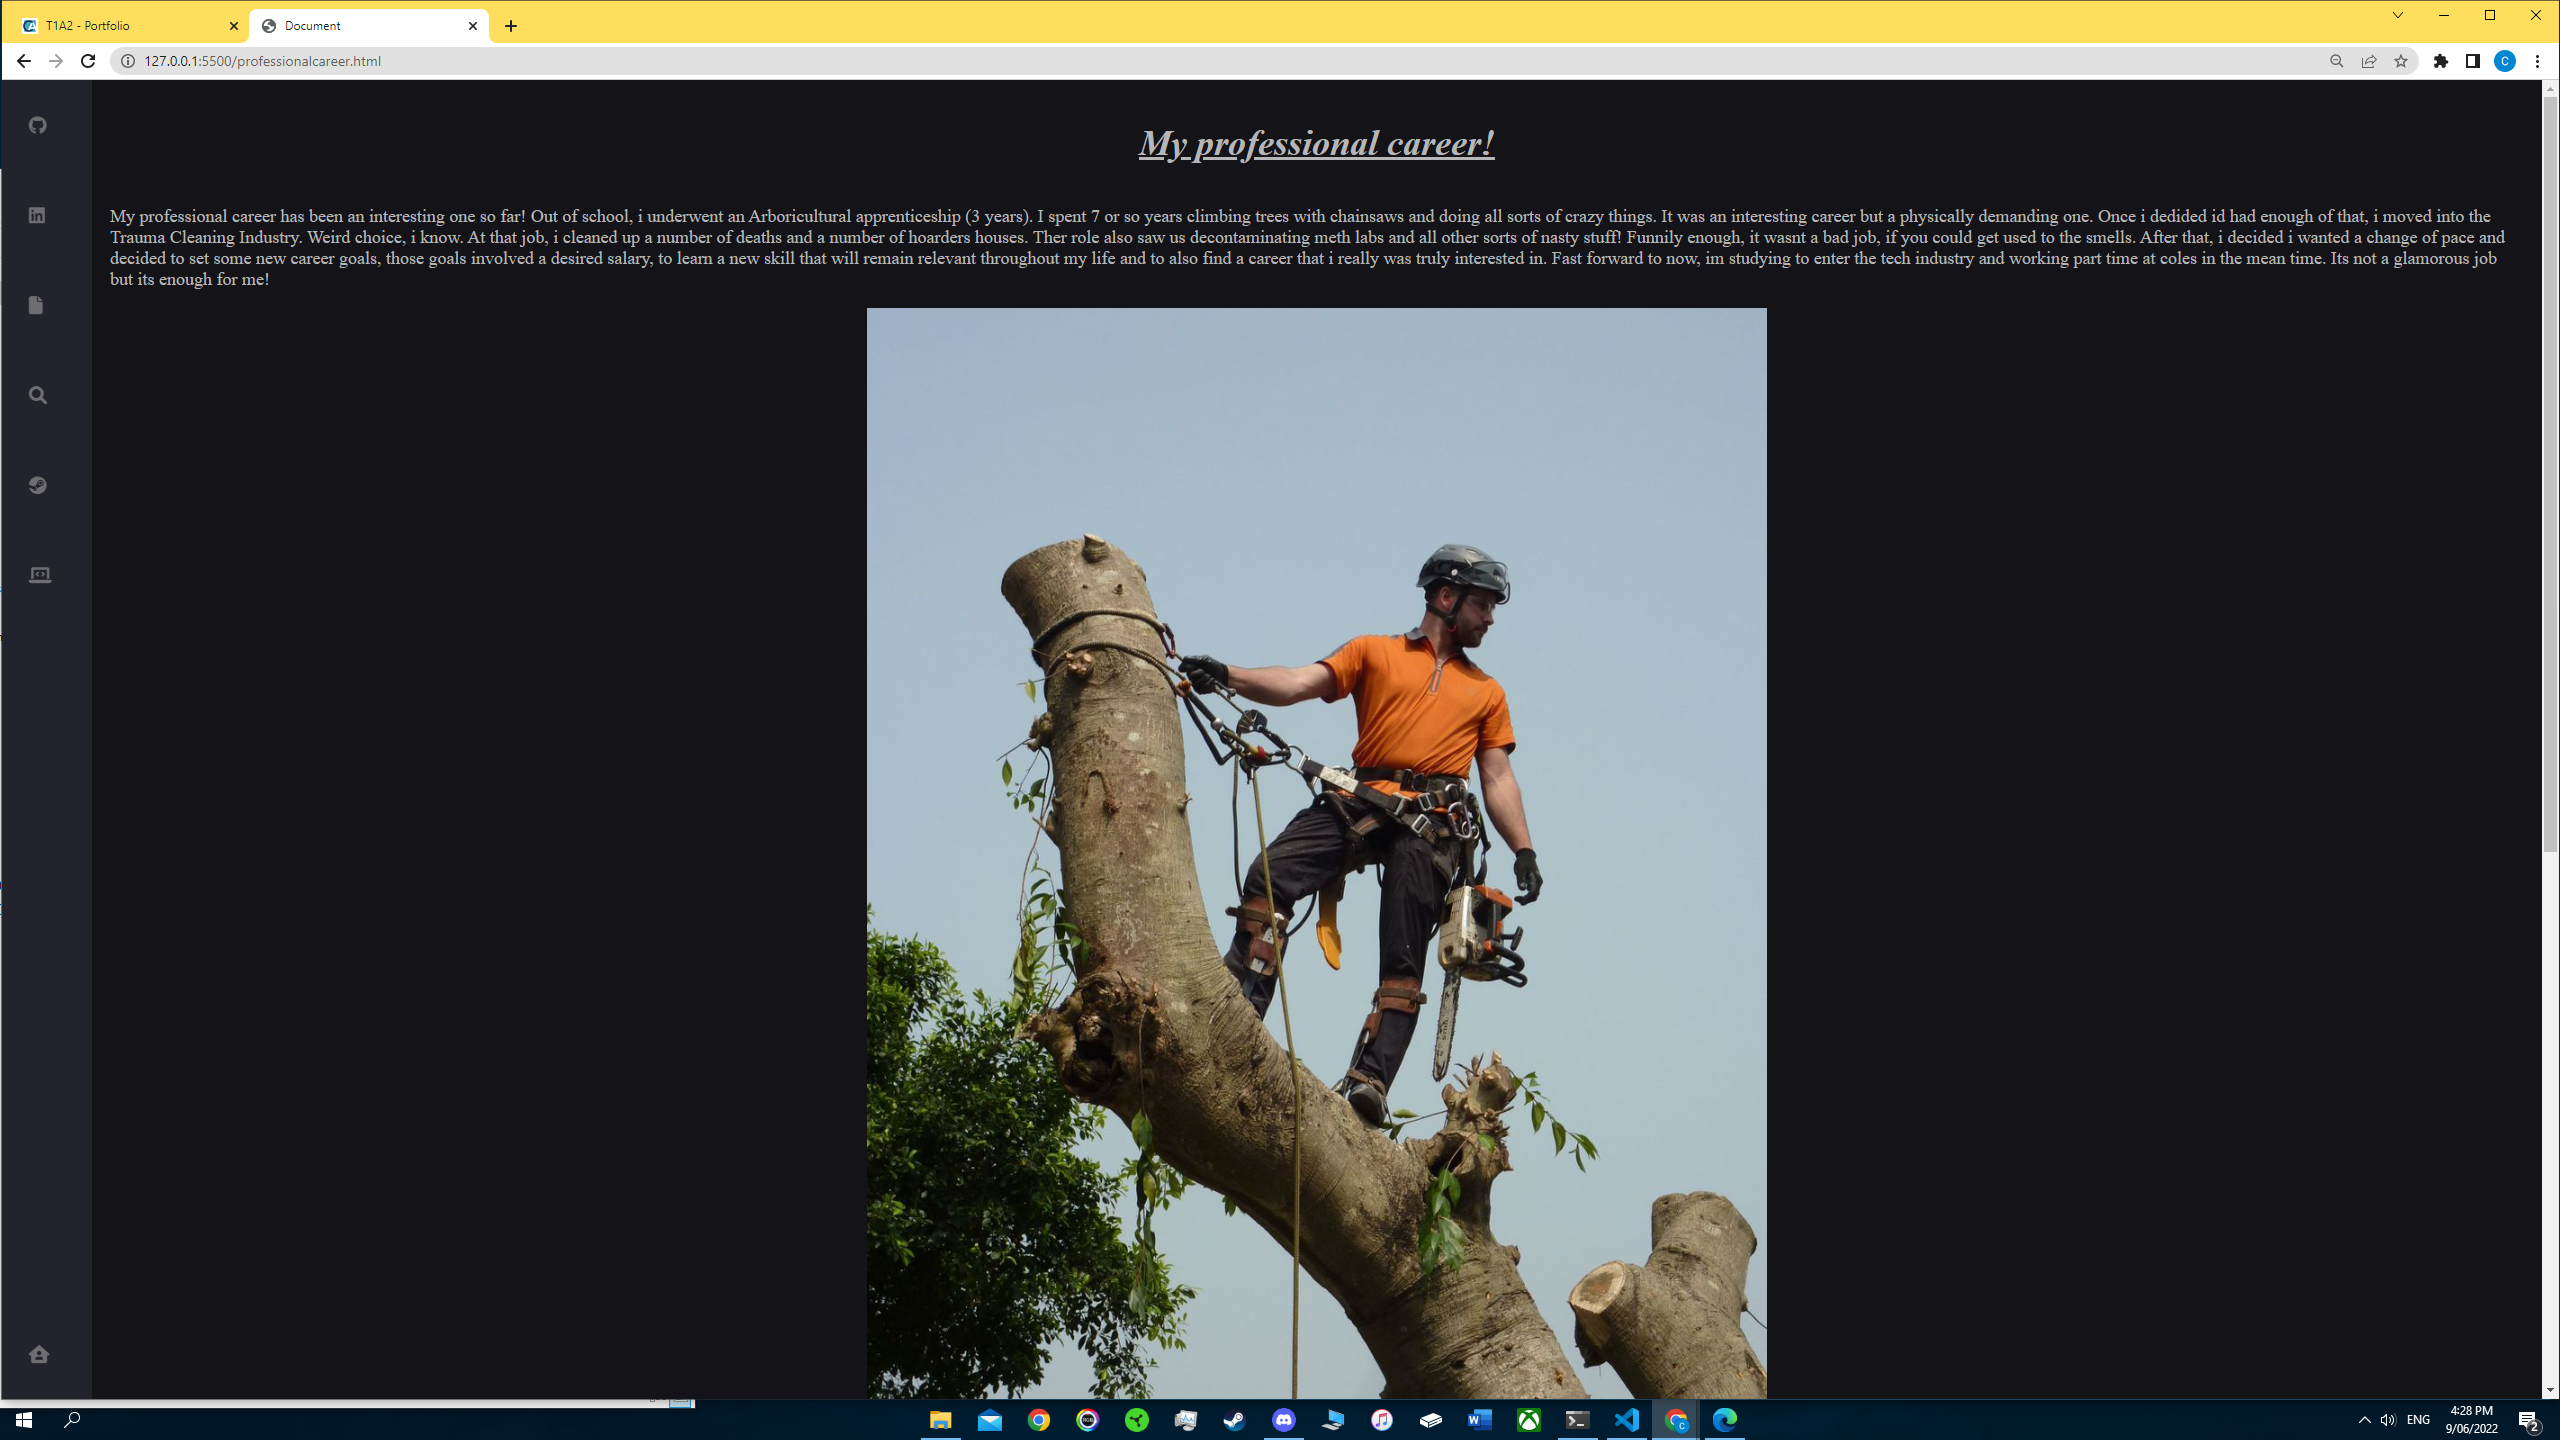 T1A2 - Portfolio
Document
127.0.0.1:5500/professionalcareer.html
C
My professional career!
My professional career has been an interesting one so far! Out of school, i underwent an Arboricultural apprenticeship (3 years). I spent 7 or so years climbing trees with chainsaws and doing all sorts of crazy things. It was an interesting career but a physically demanding one. Once i dedided id had enough of that, i moved into the
Trauma Cleaning Industry. Weird choice, i know. At that job, i cleaned up a number of deaths and a number of hoarders houses. Ther role also saw us decontaminating meth labs and all other sorts of nasty stuff! Funnily enough, it wasnt a bad job, if you could get used to the smells. After that, i decided i wanted a change of pace and
decided to set some new career goals, those goals involved a desired salary, to learn a new skill that will remain relevant throughout my life and to also find a career that i really was truly interested in. Fast forward to now, im studying to enter the tech industry and working part time at coles in the mean time. Its not a glamorous job
but its enough for me!
ENG
4:28 PM
9/06/2022
2